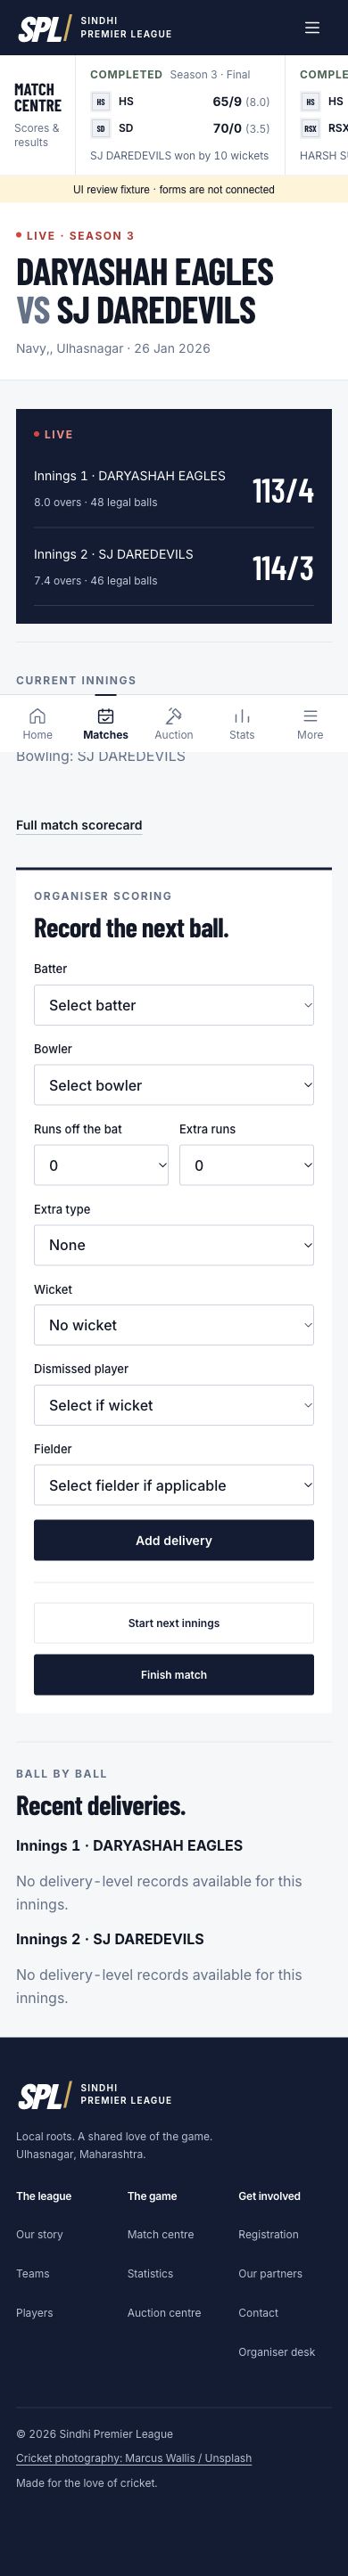 SPL/ SINDHI
PREMIER LEAGUE
MATCH
CENTRE
Scores &
results
COMPLETED Season 3 · Final
HS HS 65/9 (8.0)
SD SD 70/0 (3.5)
SJ DAREDEVILS won by 10 wickets
COMPLE
HS HS
RSX RSX
HARSH S
UI review fixture · forms are not connected
LIVE · SEASON 3
DARYASHAH EAGLES
VS SJ DAREDEVILS
Navy,, Ulhasnagar · 26 Jan 2026
LIVE
Innings 1 · DARYASHAH EAGLES 113/4
8.0 overs · 48 legal balls
Innings 2 · SJ DAREDEVILS 114/3
7.4 overs · 46 legal balls
CURRENT INNINGS
Home Matches Auction Stats More
Bowling: SJ DAREDEVILS
Full match scorecard
ORGANISER SCORING
Record the next ball.
Batter
Select batter
Bowler
Select bowler
Runs off the bat Extra runs
0 0
Extra type
None
Wicket
No wicket
Dismissed player
Select if wicket
Fielder
Select fielder if applicable
Add delivery
Start next innings
Finish match
BALL BY BALL
Recent deliveries.
Innings 1 · DARYASHAH EAGLES
No delivery-level records available for this
innings.
Innings 2 · SJ DAREDEVILS
No delivery-level records available for this
innings.
SPL/ SINDHI
PREMIER LEAGUE
Local roots. A shared love of the game.
Ulhasnagar, Maharashtra.
The league The game Get involved
Our story Match centre Registration
Teams Statistics Our partners
Players Auction centre Contact
Organiser desk
© 2026 Sindhi Premier League
Cricket photography: Marcus Wallis / Unsplash
Made for the love of cricket.